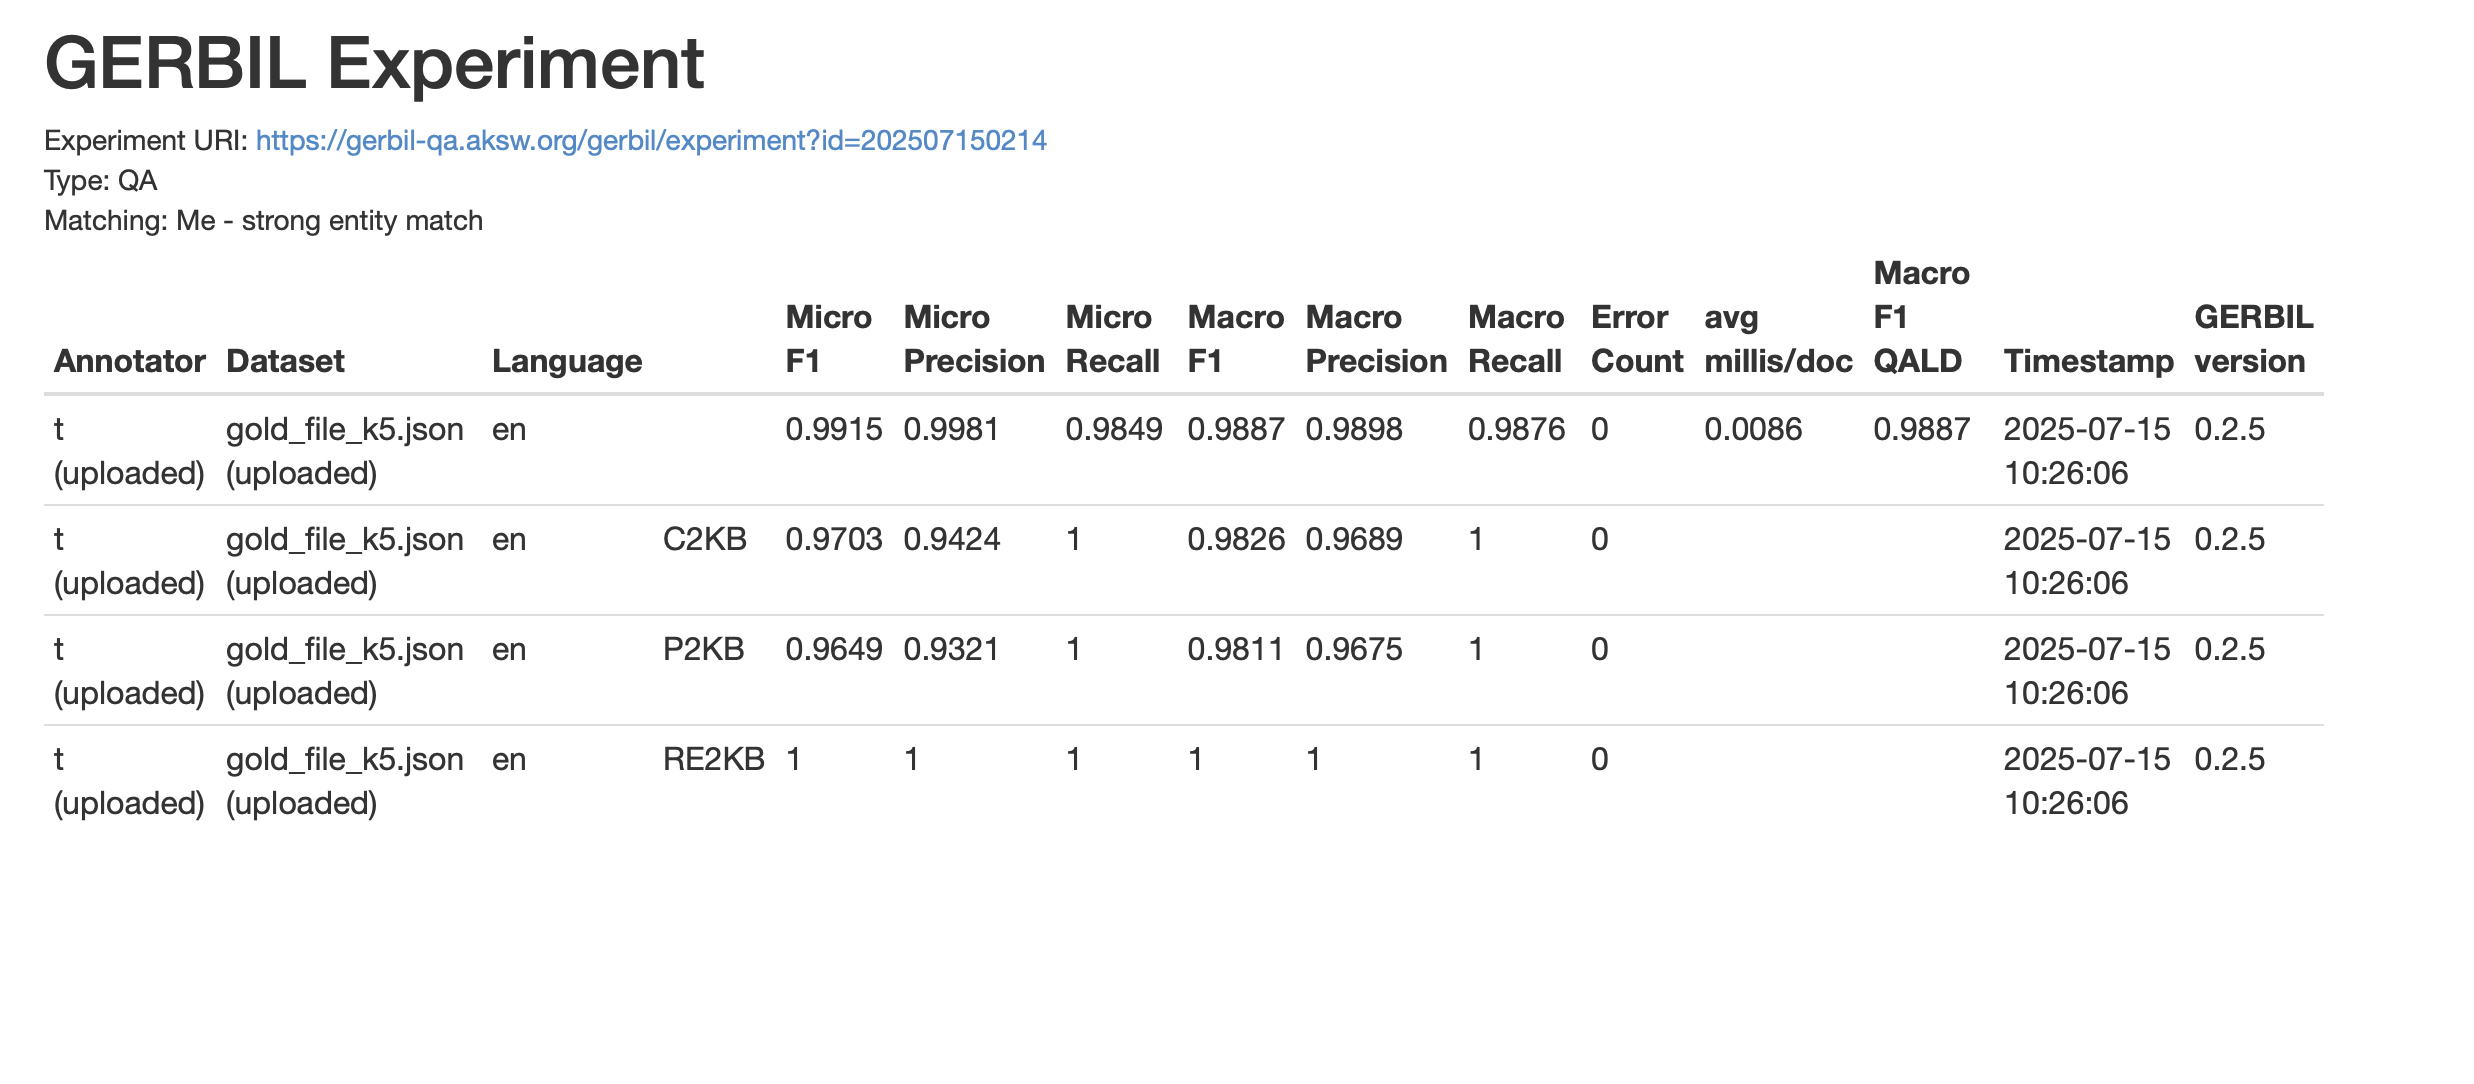 GERBIL Experiment
Experiment URI: https://gerbil-qa.aksw.org/gerbil/experiment?id=202507150214
Type: QA
Matching: Me - strong entity match
Annotator Dataset Language Micro F1 Micro Precision Micro Recall Macro F1 Macro Precision Macro Recall Error Count avg millis/doc Macro F1 QALD Timestamp GERBIL version
t (uploaded) gold_file_k5.json (uploaded) en 0.9915 0.9981 0.9849 0.9887 0.9898 0.9876 0 0.0086 0.9887 2025-07-15 10:26:06 0.2.5
t (uploaded) gold_file_k5.json (uploaded) en C2KB 0.9703 0.9424 1 0.9826 0.9689 1 0 2025-07-15 10:26:06 0.2.5
t (uploaded) gold_file_k5.json (uploaded) en P2KB 0.9649 0.9321 1 0.9811 0.9675 1 0 2025-07-15 10:26:06 0.2.5
t (uploaded) gold_file_k5.json (uploaded) en RE2KB 1 1 1 1 1 1 0 2025-07-15 10:26:06 0.2.5